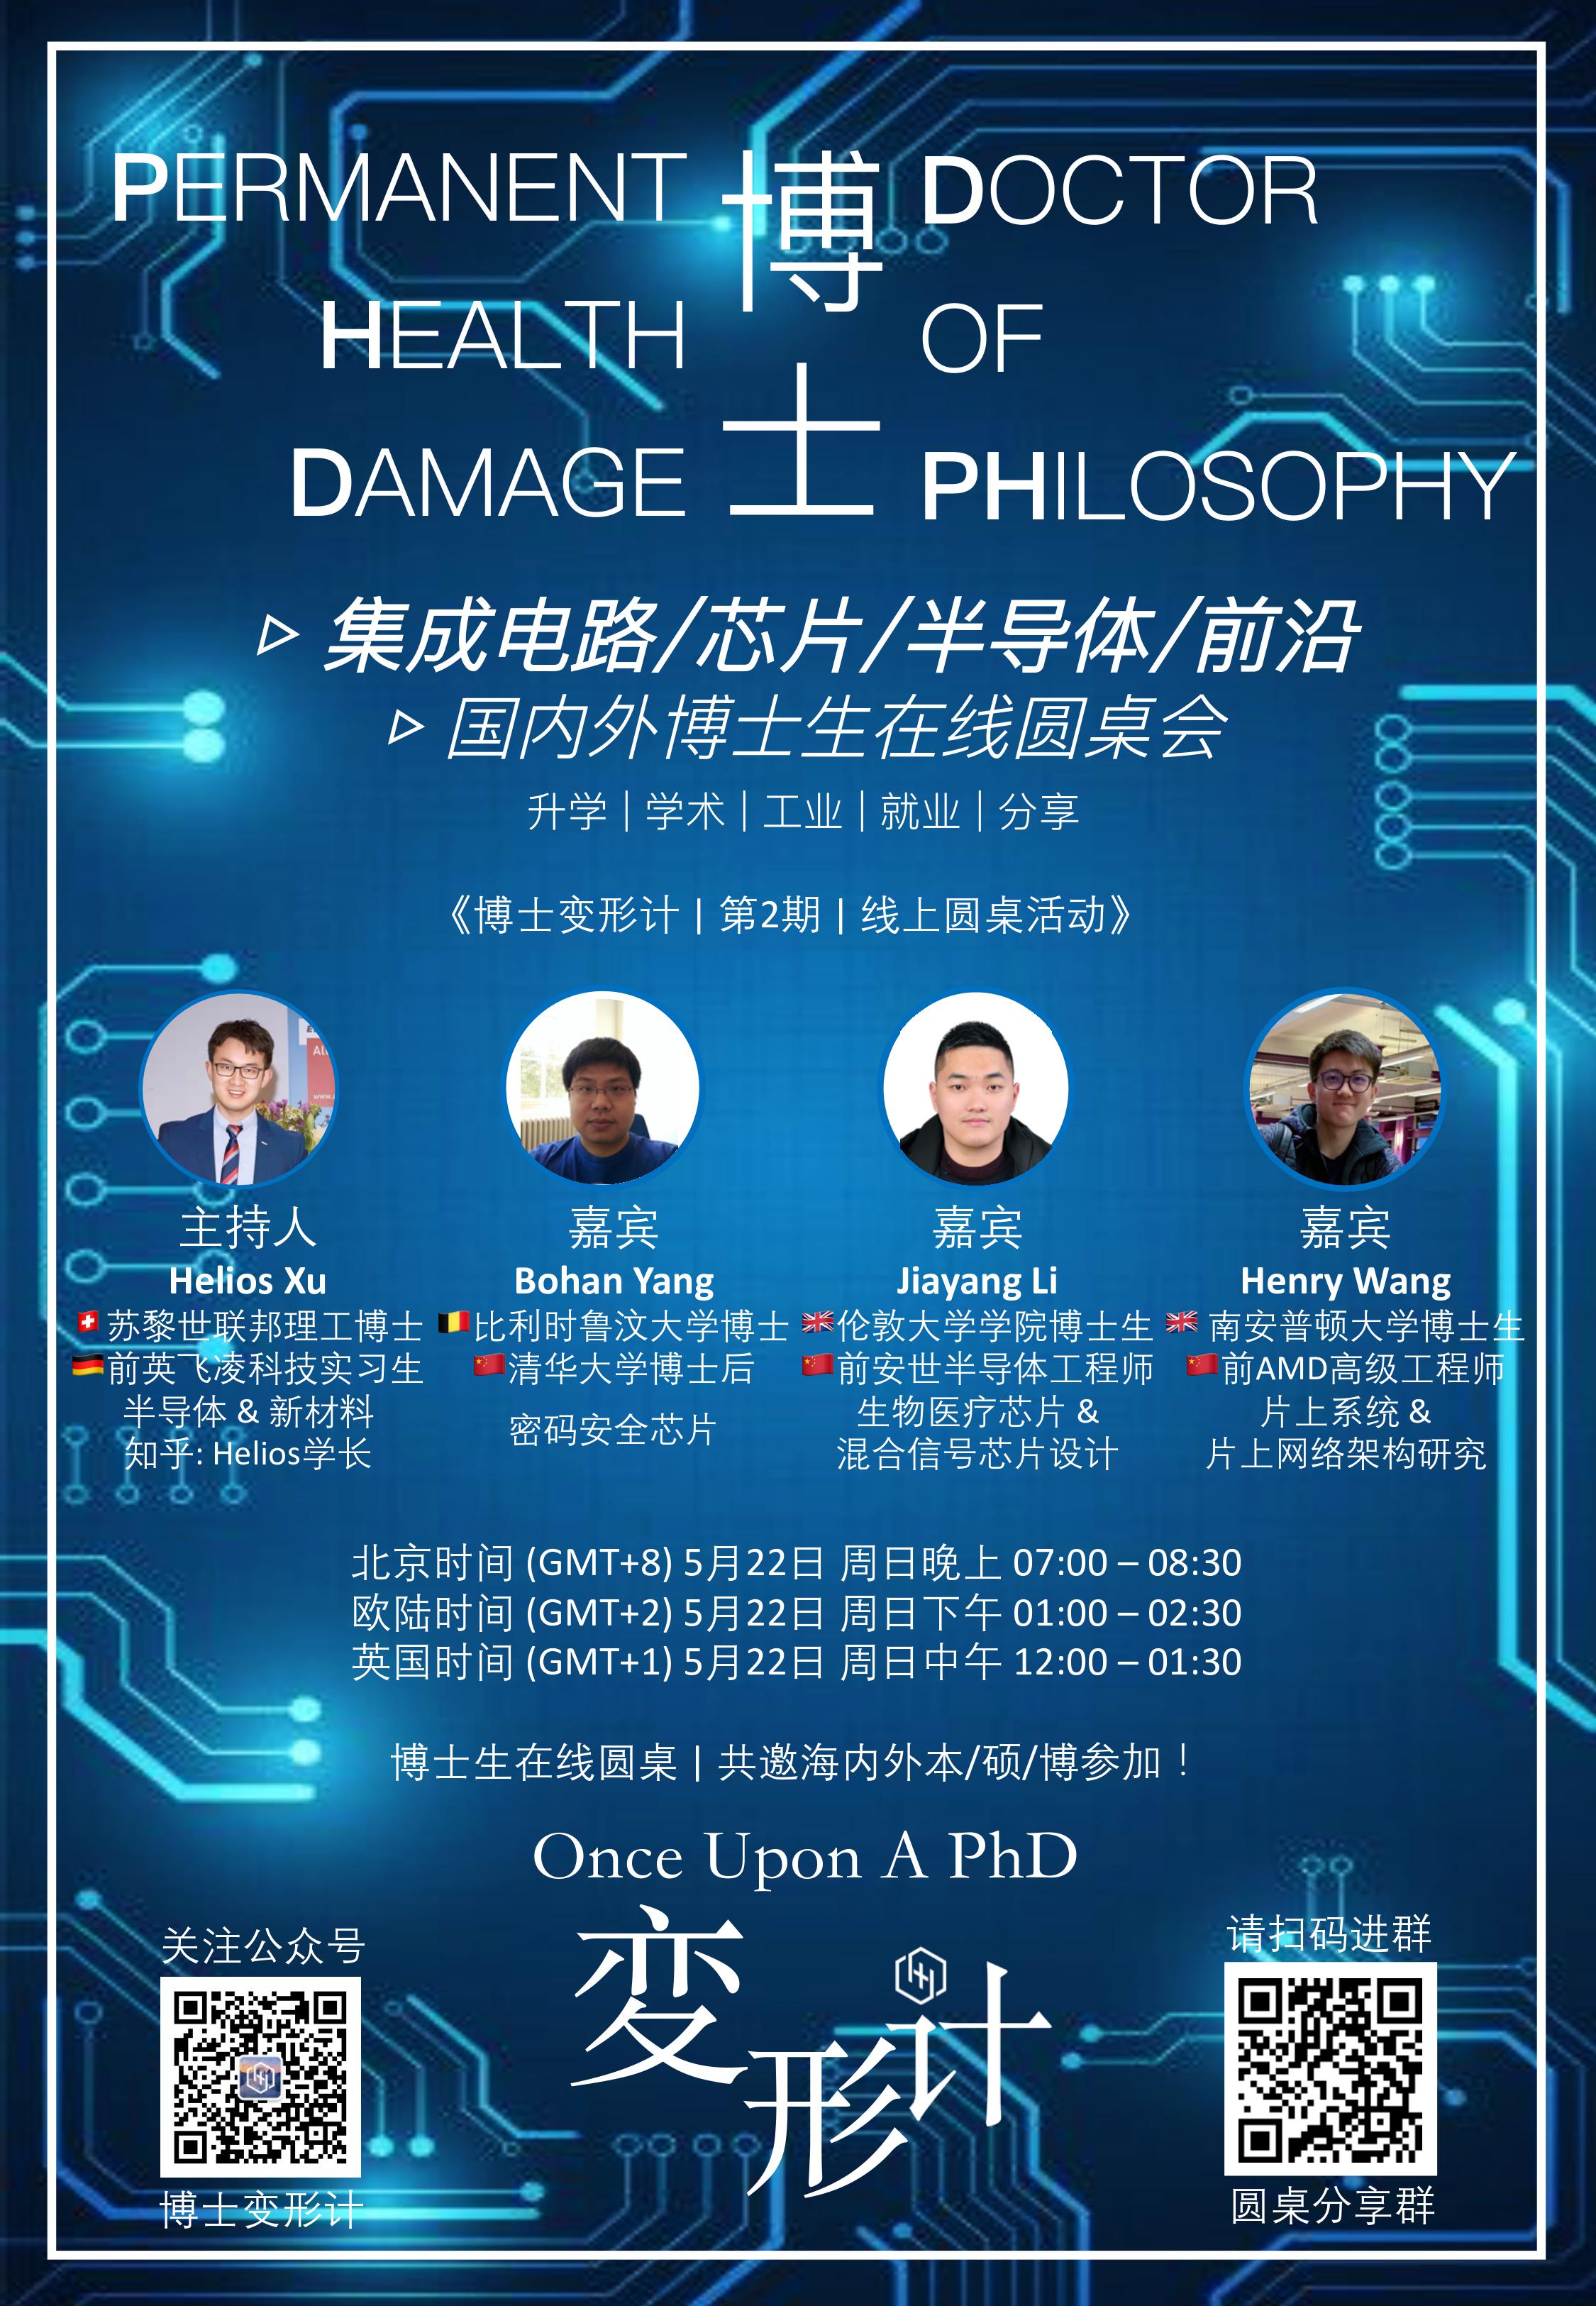 PERMANENT
HEALTH
DAMAGE
博士
DOCTOR
OF
PHILOSOPHY
▷ 集成电路/芯片/半导体/前沿
▷ 国内外博士生在线圆桌会
升学 | 学术 | 工业 | 就业 | 分享
《博士变形计 | 第2期 | 线上圆桌活动》
主持人
Helios Xu
🇨🇭苏黎世联邦理工博士
🇩🇪前英飞凌科技实习生
半导体 & 新材料
知乎: Helios学长
嘉宾
Bohan Yang
🇧🇪比利时鲁汶大学博士
🇨🇳清华大学博士后
密码安全芯片
嘉宾
Jiayang Li
🇬🇧伦敦大学学院博士生
🇨🇳前安世半导体工程师
生物医疗芯片 &
混合信号芯片设计
嘉宾
Henry Wang
🇬🇧 南安普顿大学博士生
🇨🇳前AMD高级工程师
片上系统 &
片上网络架构研究
北京时间 (GMT+8) 5月22日 周日晚上 07:00 – 08:30
欧陆时间 (GMT+2) 5月22日 周日下午 01:00 – 02:30
英国时间 (GMT+1) 5月22日 周日中午 12:00 – 01:30
博士生在线圆桌 | 共邀海内外本/硕/博参加！
Once Upon A PhD
変形计
关注公众号
博士变形计
请扫码进群
圆桌分享群